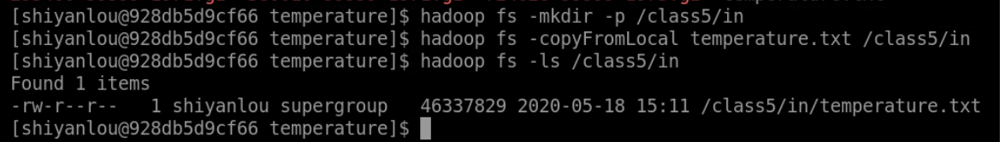 [shiyanlou@928db5d9cf66 temperature]$ hadoop fs -mkdir -p /class5/in
[shiyanlou@928db5d9cf66 temperature]$ hadoop fs -copyFromLocal temperature.txt /class5/in
[shiyanlou@928db5d9cf66 temperature]$ hadoop fs -ls /class5/in
Found 1 items
-rw-r--r--   1 shiyanlou supergroup   46337829 2020-05-18 15:11 /class5/in/temperature.txt
[shiyanlou@928db5d9cf66 temperature]$